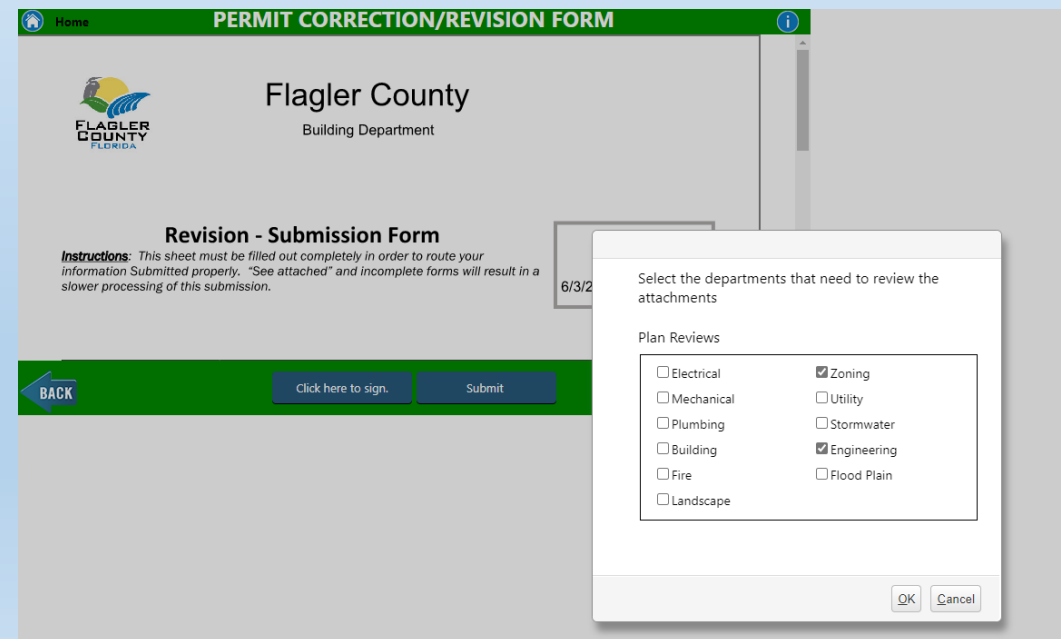 Home
PERMIT CORRECTION/REVISION FORM
i
FLAGLER
COUNTY
FLORIDA
Flagler County
Building Department
Revision - Submission Form
Instructions: This sheet must be filled out completely in order to route your
information Submitted properly. “See attached” and incomplete forms will result in a
slower processing of this submission.
6/3/2
BACK
Click here to sign.
Submit
Select the departments that need to review the
attachments
Plan Reviews
Electrical
Zoning
Mechanical
Utility
Plumbing
Stormwater
Building
Engineering
Fire
Flood Plain
Landscape
OK
Cancel